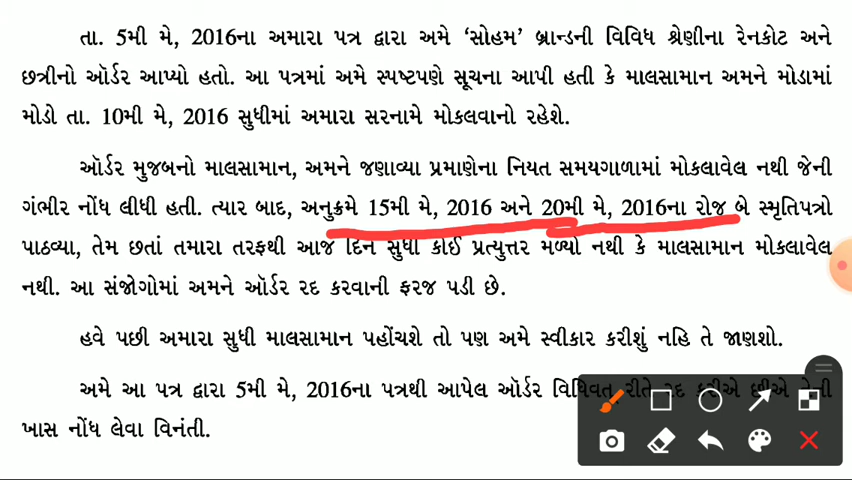 તા. 5મી મે, 2016ના અમારા પત્ર દ્વારા અમે ‘સોહમ’ બ્રાન્ડની વિવિધ શ્રેણીના રેનકોટ અને
છત્રીનો ઑર્ડર આપ્યો હતો. આ પત્રમાં અમે સ્પષ્ટપણે સૂચના આપી હતી કે માલસામાન અમને મોડામાં
મોડો તા. 10મી મે, 2016 સુધીમાં અમારા સરનામે મોકલવાનો રહેશે.
ઑર્ડર મુજબનો માલસામાન, અમને જણાવ્યા પ્રમાણેના નિયત સમયગાળામાં મોકલાવેલ નથી જેની
ગંભીર નોંધ લીધી હતી. ત્યાર બાદ, અનુક્રમે 15મી મે, 2016 અને 20મી મે, 2016ના રોજ બે સ્મૃતિપત્રો
પાઠવ્યા, તેમ છતાં તમારા તરફથી આજ દિન સુધી કોઈ પ્રત્યુત્તર મળ્યો નથી કે માલસામાન મોકલાવેલ
નથી. આ સંજોગોમાં અમને ઑર્ડર રદ કરવાની ફરજ પડી છે.
હવે પછી અમારા સુધી માલસામાન પહોંચશે તો પણ અમે સ્વીકાર કરીશું નહિ તે જાણશો.
અમે આ પત્ર દ્વારા 5મી મે, 2016ના પત્રથી આપેલ ઑર્ડર વિધિવત્ રીતે રદ કરીએ છીએ તેની
ખાસ નોંધ લેવા વિનંતી.